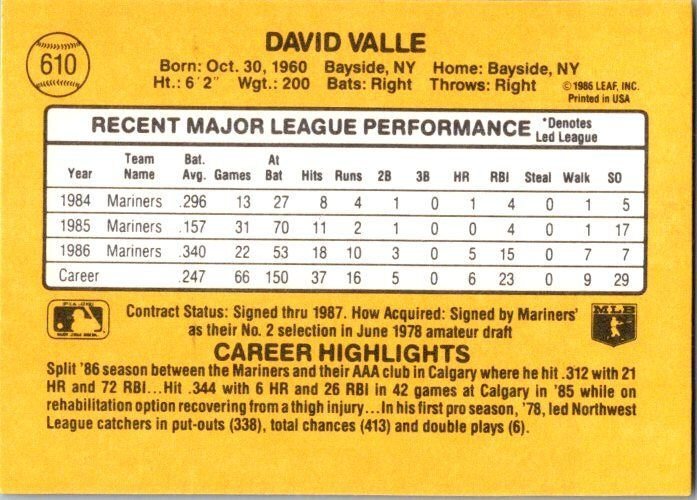 610
DAVID VALLE
Born: Oct. 30, 1960 Bayside, NY Home: Bayside, NY
Ht.: 6´2˝ Wgt.: 200 Bats: Right Throws: Right
©1986 LEAF, INC.
Printed in USA
RECENT MAJOR LEAGUE PERFORMANCE *Denotes Led League
Year Team Name Bat. Avg. Games At Bat Hits Runs 2B 3B HR RBI Steal Walk SO
1984 Mariners .296 13 27 8 4 1 0 1 4 0 1 5
1985 Mariners .157 31 70 11 2 1 0 0 4 0 1 17
1986 Mariners .340 22 53 18 10 3 0 5 15 0 7 7
Career .247 66 150 37 16 5 0 6 23 0 9 29
Contract Status: Signed thru 1987. How Acquired: Signed by Mariners'
as their No. 2 selection in June 1978 amateur draft
MLB
CAREER HIGHLIGHTS
Split '86 season between the Mariners and their AAA club in Calgary where he hit .312 with 21
HR and 72 RBI...Hit .344 with 6 HR and 26 RBI in 42 games at Calgary in '85 while on
rehabilitation option recovering from a thigh injury...In his first pro season, '78, led Northwest
League catchers in put-outs (338), total chances (413) and double plays (6).